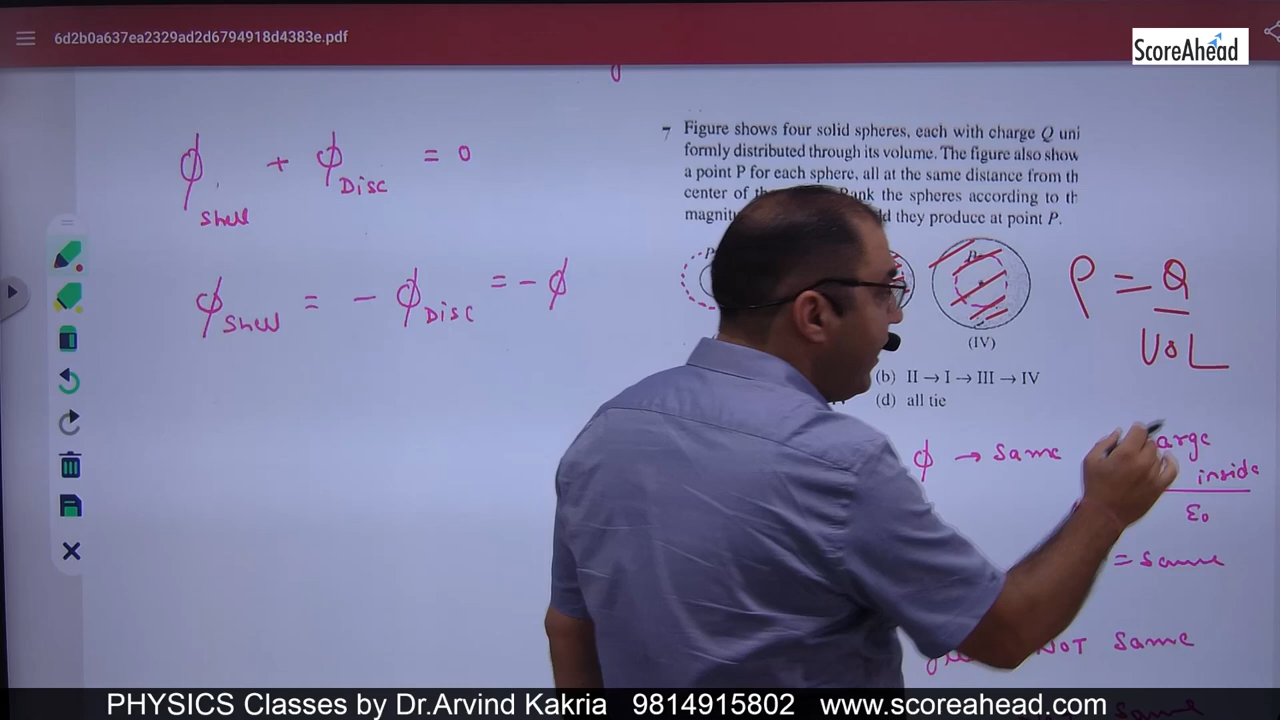 6d2b0a637ea2329ad2d6794918d4383e.pdf
ScoreAhead
ϕ Shell + ϕ Disc = 0
ϕ Shell = - ϕ Disc = - ϕ
7 Figure shows four solid spheres, each with charge Q uni
formly distributed through its volume. The figure also show
a point P for each sphere, all at the same distance from th
center of the Rank the spheres according to th
they produce at point P.
P
P
ρ = Q
VOL
(IV)
(b) II → I → III → IV
(d) all tie
ϕ → Same
inside
ε₀
= Same
NOT Same
Same
PHYSICS Classes by Dr.Arvind Kakria 9814915802 www.scoreahead.com